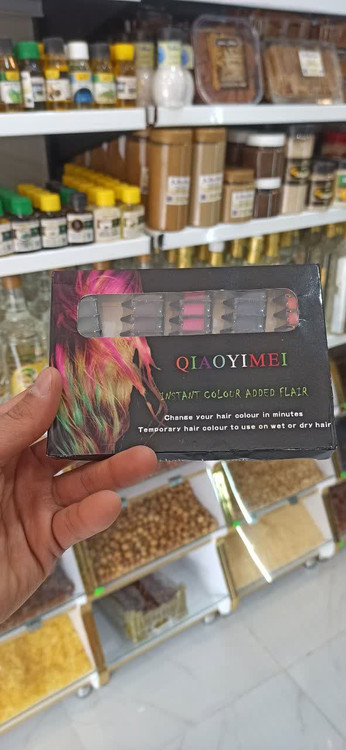 QIAOYIMEI
INSTANT COLOUR ADDED FLAIR
Chanse your hair colour in minutes
Tamporary hair colour to use on wet or dry hair